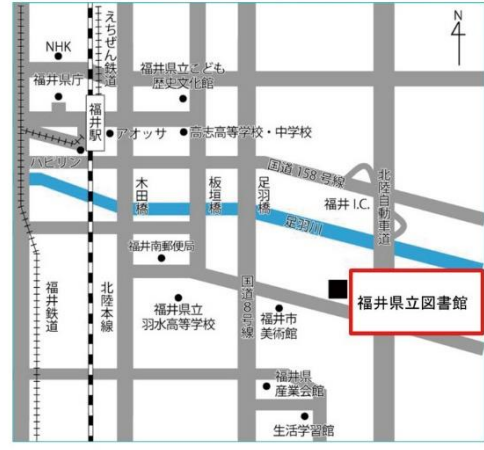 N
えちぜん鉄道
NHK
福井県庁
福井県立こども
歴史文化館
福井駅
アオッサ
高志高等学校・中学校
ハピリン
国道158号線
木田橋
板垣橋
足羽橋
福井 I.C.
北陸自動車道
足羽川
福井南郵便局
福井県立図書館
福井鉄道
北陸本線
福井県立
羽水高等学校
国道8号線
福井市
美術館
福井県
産業会館
生活学習館